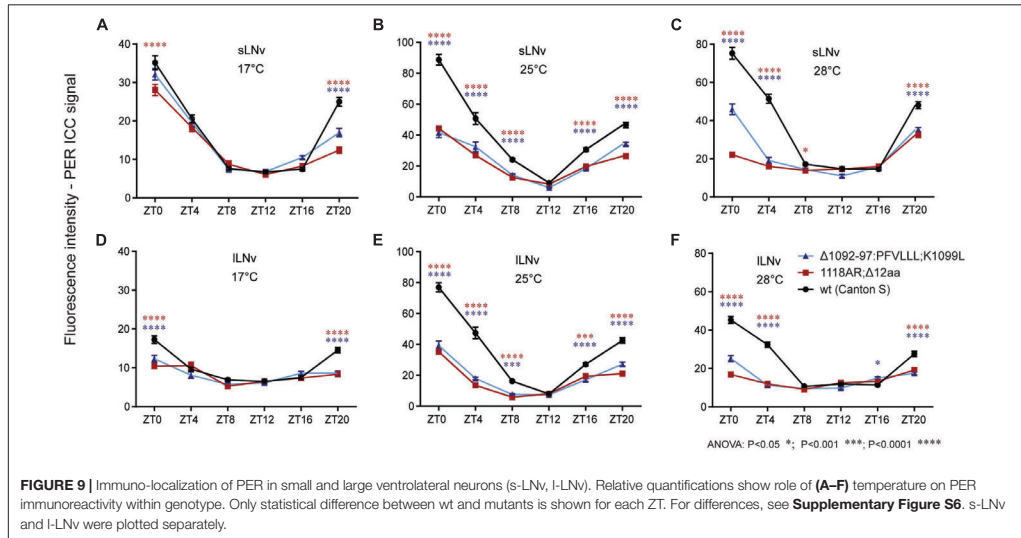 Fluorescence intensity - PER ICC signal
A
sLNv
17°C
****
****
****
40
30
20
10
0
ZT0 ZT4 ZT8 ZT12 ZT16 ZT20
B
sLNv
25°C
****
****
****
****
****
****
****
****
****
****
100
80
60
40
20
0
ZT0 ZT4 ZT8 ZT12 ZT16 ZT20
C
sLNv
28°C
****
****
****
****
*
****
****
80
60
40
20
0
ZT0 ZT4 ZT8 ZT12 ZT16 ZT20
D
lLNv
17°C
****
****
****
****
40
30
20
10
0
ZT0 ZT4 ZT8 ZT12 ZT16 ZT20
E
lLNv
25°C
****
****
****
****
****
***
***
****
****
****
100
80
60
40
20
0
ZT0 ZT4 ZT8 ZT12 ZT16 ZT20
F
lLNv
28°C
****
****
****
****
*
****
****
80
60
40
20
0
ZT0 ZT4 ZT8 ZT12 ZT16 ZT20
Δ1092-97:PFVLLL;K1099L
1118AR;Δ12aa
wt (Canton S)
ANOVA: P<0.05 *; P<0.001 ***; P<0.0001 ****
FIGURE 9 | Immuno-localization of PER in small and large ventrolateral neurons (s-LNv, l-LNv). Relative quantifications show role of (A–F) temperature on PER
immunoreactivity within genotype. Only statistical difference between wt and mutants is shown for each ZT. For differences, see Supplementary Figure S6. s-LNv
and l-LNv were plotted separately.